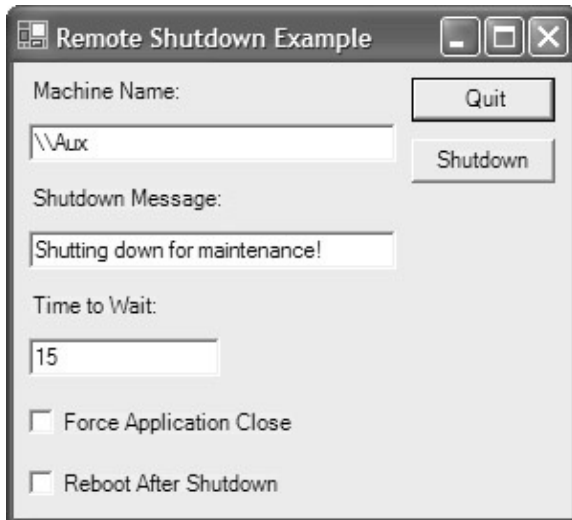 Remote Shutdown Example
Machine Name:
Quit
\\Aux
Shutdown
Shutdown Message:
Shutting down for maintenance!
Time to Wait:
15
Force Application Close
Reboot After Shutdown